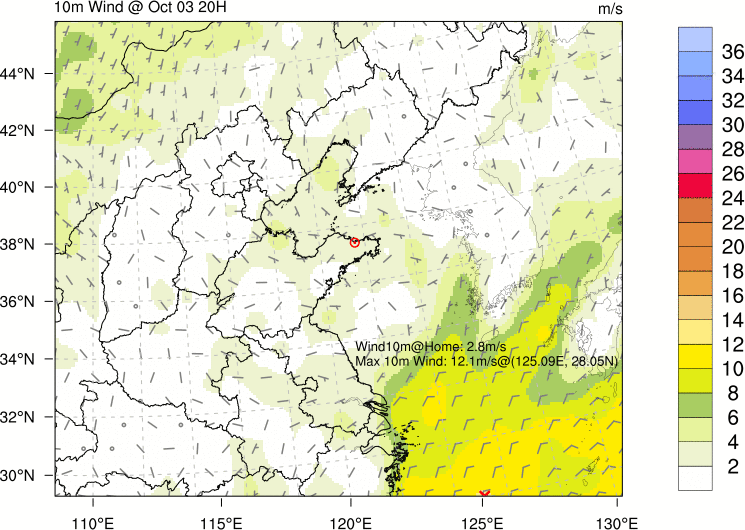 10m Wind @ Oct 03 20H
m/s
44°N
42°N
40°N
38°N
36°N
34°N
32°N
30°N
Wind10m@Home: 2.8m/s
Max 10m Wind: 12.1m/s@(125.09E, 28.05N)
110°E
115°E
120°E
125°E
130°E
36
34
32
30
28
26
24
22
20
18
16
14
12
10
8
6
4
2